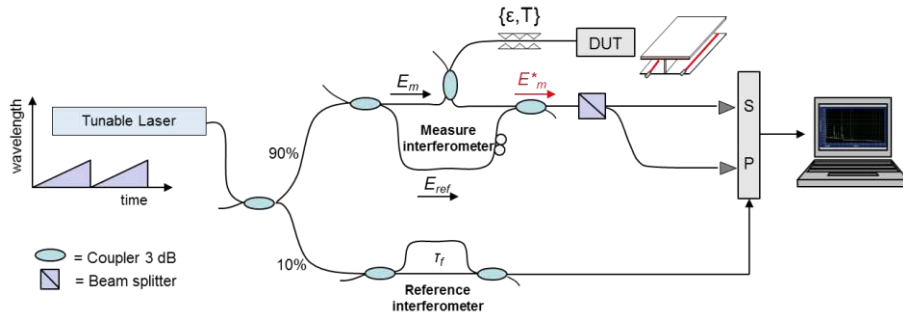 {ε,T}
DUT
E_m
E*_m
S
Tunable Laser
wavelength
Measure
interferometer
90%
P
time
E_ref
= Coupler 3 dB
10%
τ_f
= Beam splitter
Reference
interferometer